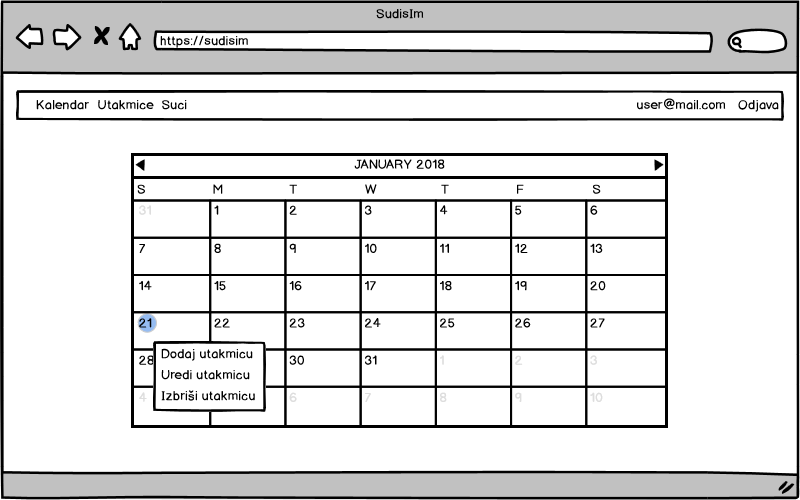 SudisIm
https://sudisim
Kalendar Utakmice Suci user@mail.com Odjava
JANUARY 2018
S M T W T F S
31 1 2 3 4 5 6
7 8 9 10 11 12 13
14 15 16 17 18 19 20
21 22 23 24 25 26 27
28 30 31 1 2 3
Dodaj utakmicu
Uredi utakmicu
Izbriši utakmicu
4 6 7 8 9 10